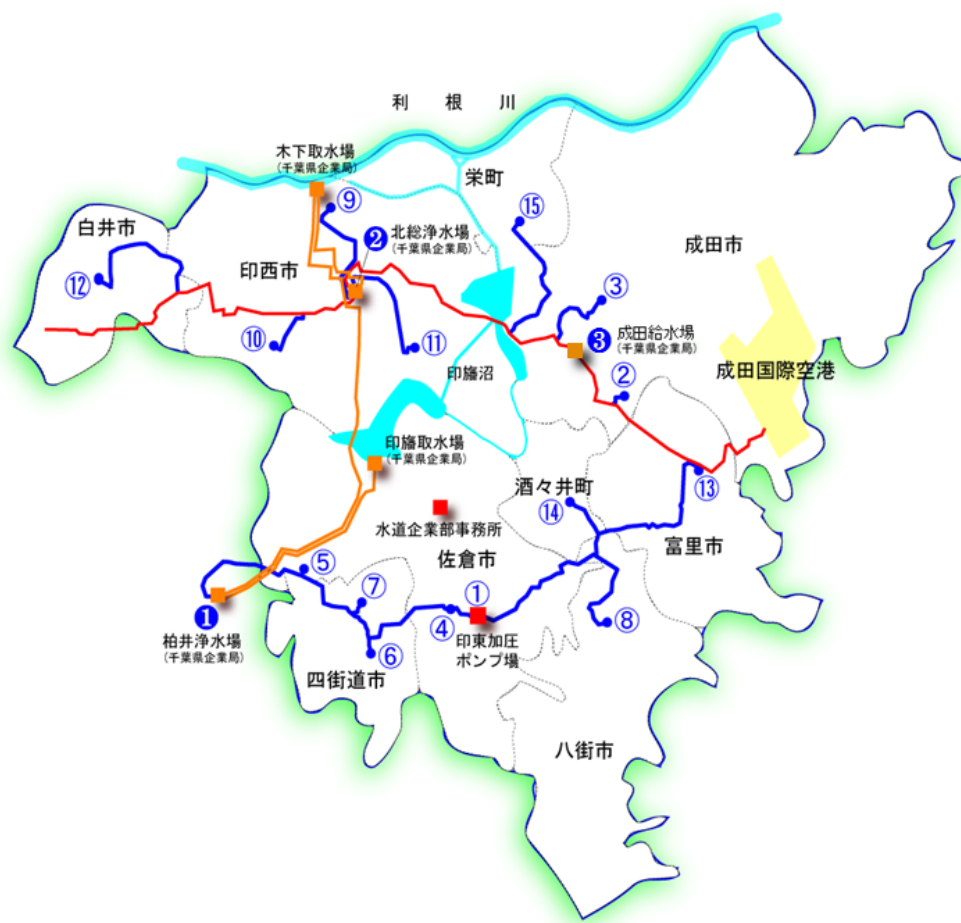 利根川
木下取水場
(千葉県企業局)
栄町
⑨
⑮
白井市
❷
北総浄水場
(千葉県企業局)
成田市
印西市
⑫
③
❸
成田給水場
(千葉県企業局)
⑩
⑪
印旛沼
②
成田国際空港
印旛取水場
(千葉県企業局)
酒々井町
⑬
⑭
水道企業部事務所
佐倉市
富里市
⑤
⑦
①
❶
④
⑧
柏井浄水場
(千葉県企業局)
印東加圧
ポンプ場
⑥
四街道市
八街市